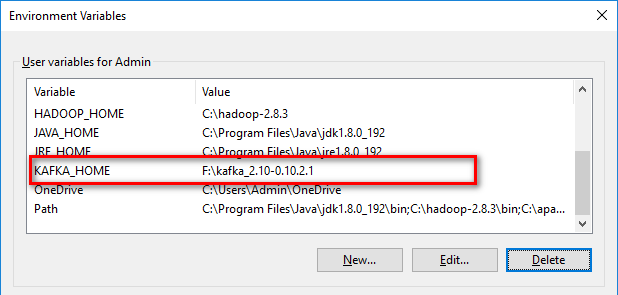 Environment Variables
User variables for Admin
Variable Value
HADOOP_HOME C:\hadoop-2.8.3
JAVA_HOME C:\Program Files\Java\jdk1.8.0_192
JRE_HOME C:\Program Files\Java\jre1.8.0_192
KAFKA_HOME F:\kafka_2.10-0.10.2.1
OneDrive C:\Users\Admin\OneDrive
Path C:\Program Files\Java\jdk1.8.0_192\bin;C:\hadoop-2.8.3\bin;C:\apa...
New... Edit... Delete